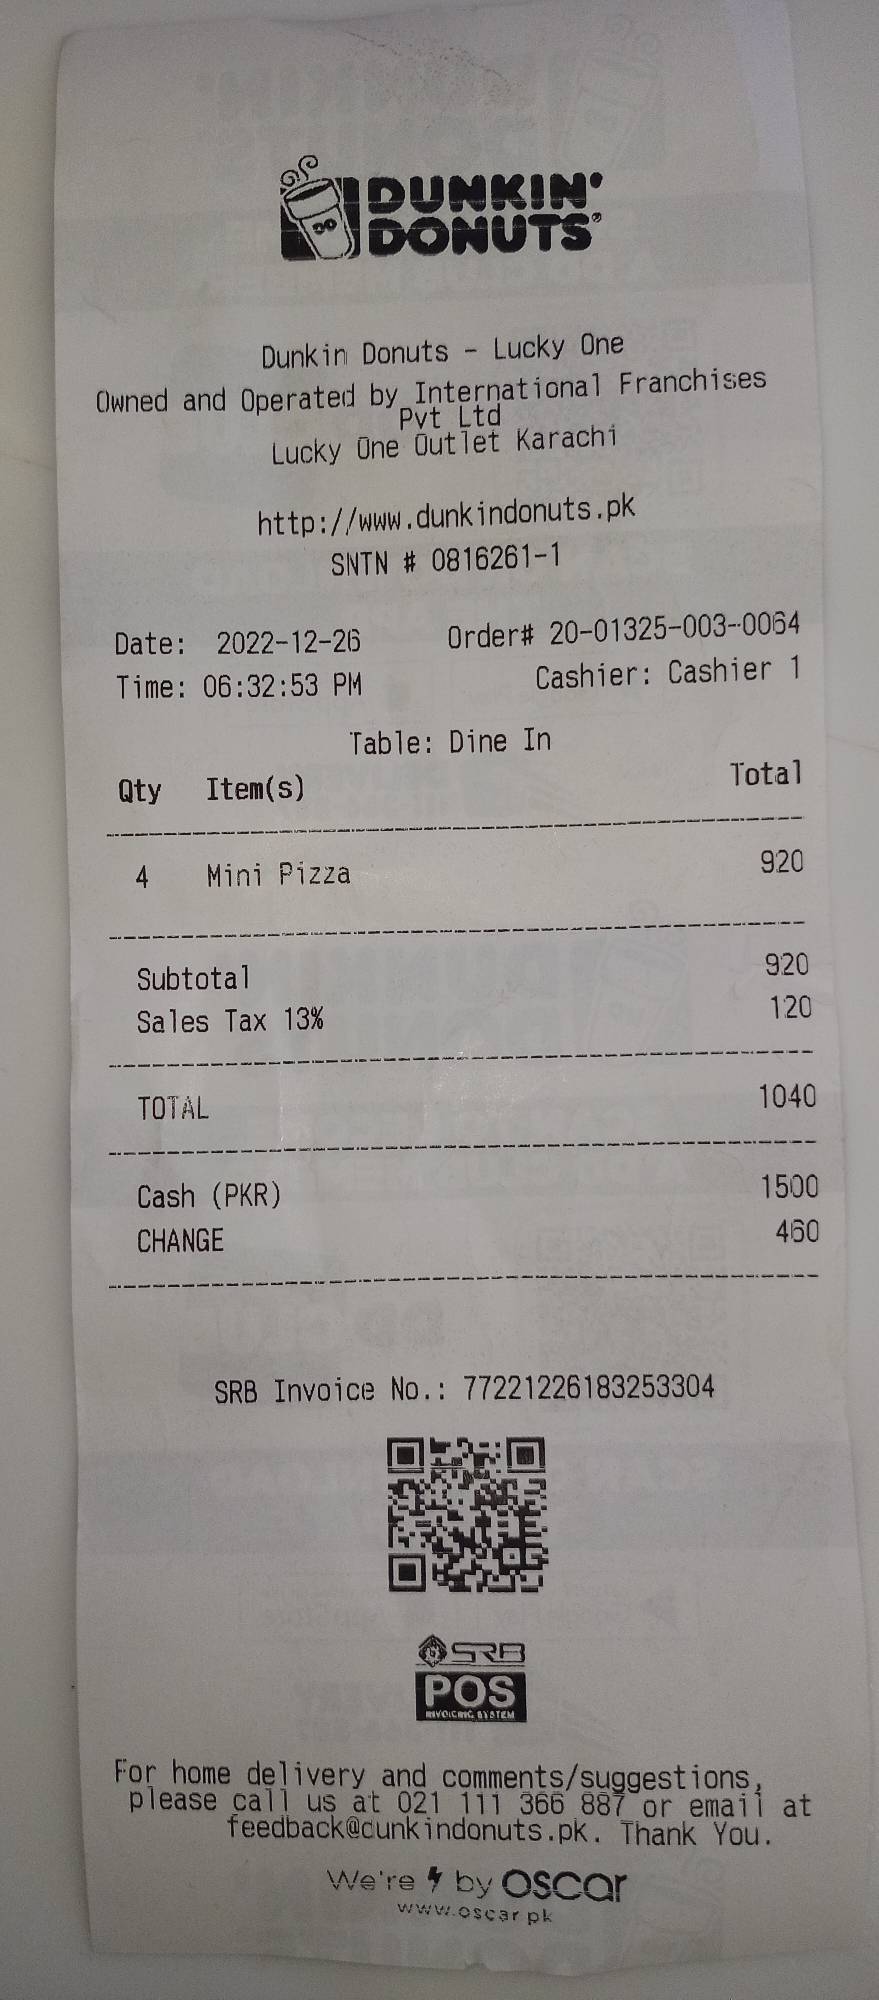 DUNKIN'
DONUTS®
Dunkin Donuts - Lucky One
Owned and Operated by International Franchises
Pvt Ltd
Lucky One Outlet Karachi
http://www.dunkindonuts.pk
SNTN # 0816261-1
Date: 2022-12-26 Order# 20-01325-003-0064
Time: 06:32:53 PM Cashier: Cashier 1
Table: Dine In
Qty Item(s) Total
4 Mini Pizza 920
Subtotal 920
Sales Tax 13% 120
TOTAL 1040
Cash (PKR) 1500
CHANGE 460
SRB Invoice No.: 77221226183253304
SRB
POS
INVOICING SYSTEM
For home delivery and comments/suggestions,
please call us at 021 111 366 887 or email at
feedback@dunkindonuts.pk. Thank You.
We're by oscar
www.oscar.pk